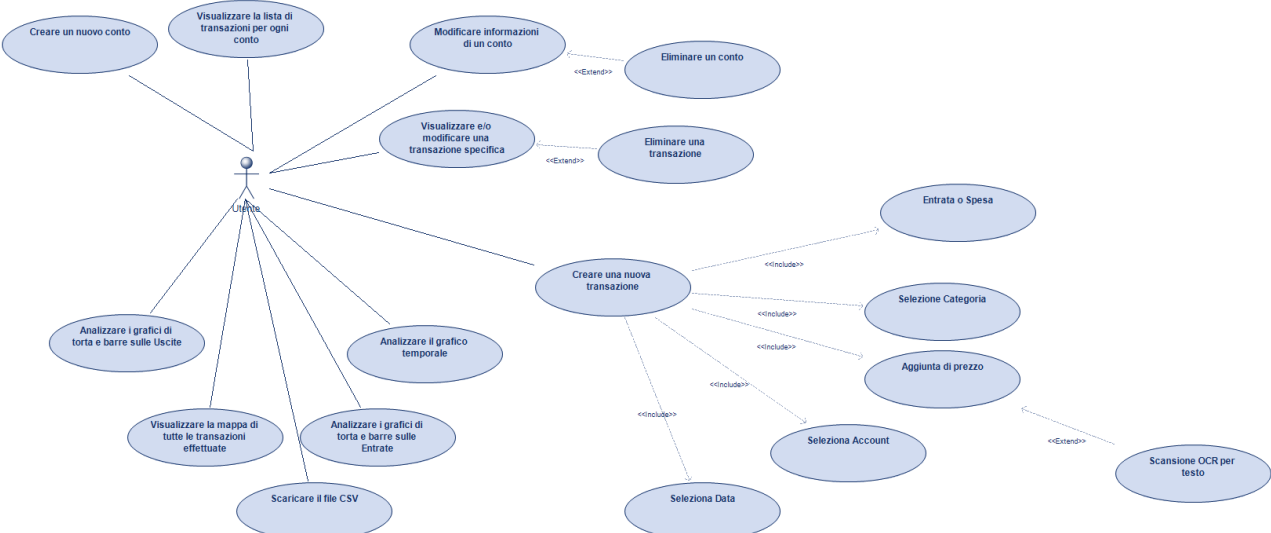 Creare un nuovo conto
Visualizzare la lista di
transazioni per ogni
conto
Modificare informazioni
di un conto
<<Extend>>
Eliminare un conto
Visualizzare e/o
modificare una
transazione specifica
<<Extend>>
Eliminare una
transazione
Utente
Entrata o Spesa
<<Include>>
Creare una nuova
transazione
Selezione Categoria
<<Include>>
Analizzare i grafici di
torta e barre sulle Uscite
Analizzare il grafico
temporale
<<Include>>
Aggiunta di prezzo
<<Include>>
<<Include>>
Visualizzare la mappa di
tutte le transazioni
effettuate
Analizzare i grafici di
torta e barre sulle
Entrate
Seleziona Account
<<Extend>>
Scansione OCR per
testo
Scaricare il file CSV
Seleziona Data